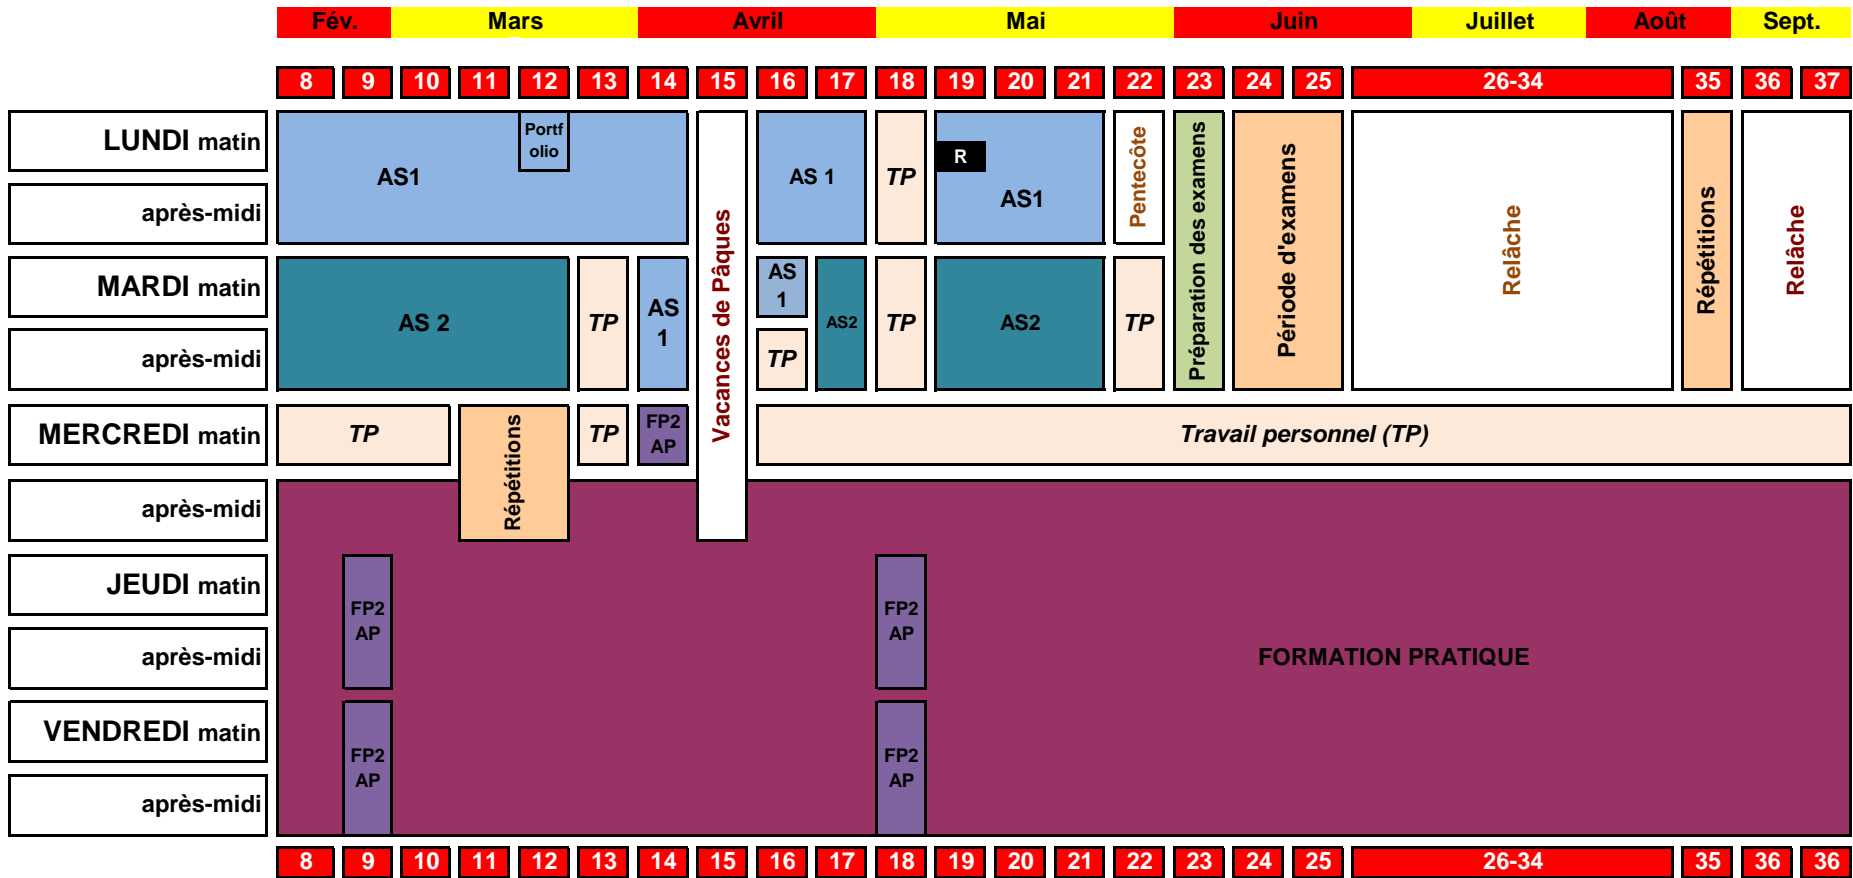 Fév. Mars Avril Mai Juin Juillet Août Sept.
8 9 10 11 12 13 14 15 16 17 18 19 20 21 22 23 24 25 26-34 35 36 37
LUNDI matin
après-midi
MARDI matin
après-midi
MERCREDI matin
après-midi
JEUDI matin
après-midi
VENDREDI matin
après-midi
AS1
Portf
olio
AS 1
TP
R
AS1
Pentecôte
Préparation des examens
Période d'examens
Relâche
Répétitions
Relâche
Vacances de Pâques
AS 2
TP
AS
1
AS
1
TP
AS2
TP
AS2
TP
TP
Répétitions
TP
FP2
AP
Travail personnel (TP)
FP2
AP
FP2
AP
FORMATION PRATIQUE
FP2
AP
FP2
AP
8 9 10 11 12 13 14 15 16 17 18 19 20 21 22 23 24 25 26-34 35 36 36